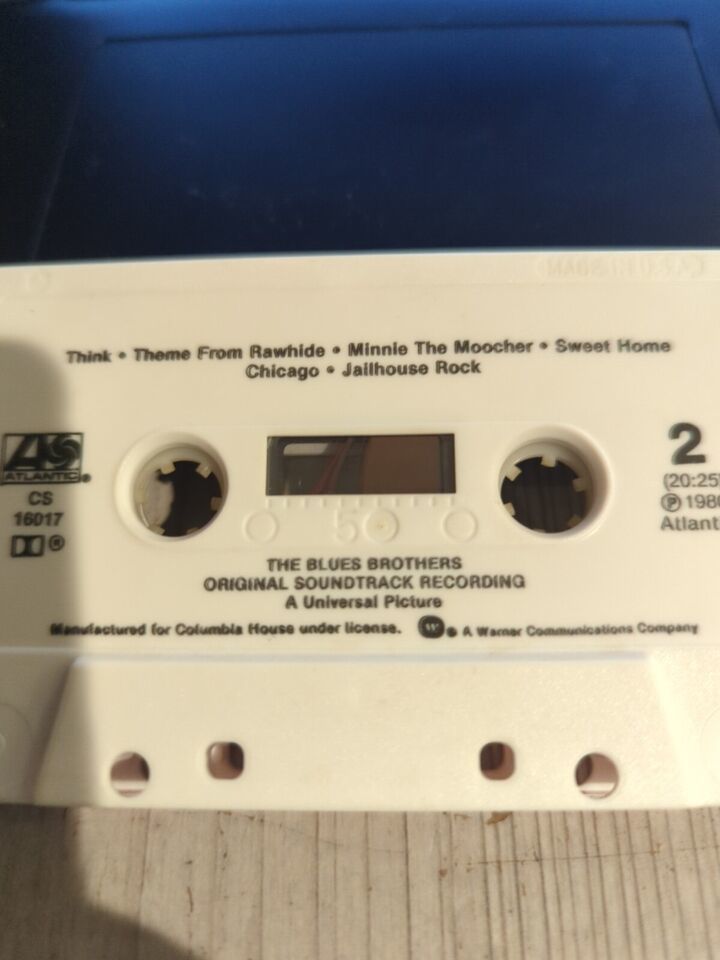 Think • Theme From Rawhide • Minnie The Moocher • Sweet Home
Chicago • Jailhouse Rock
ATLANTIC®
CS
16017
®
2
(20:25
℗ 1980
Atlant
50
THE BLUES BROTHERS
ORIGINAL SOUNDTRACK RECORDING
A Universal Picture
Manufactured for Columbia House under license. W ® A Warner Communications Company